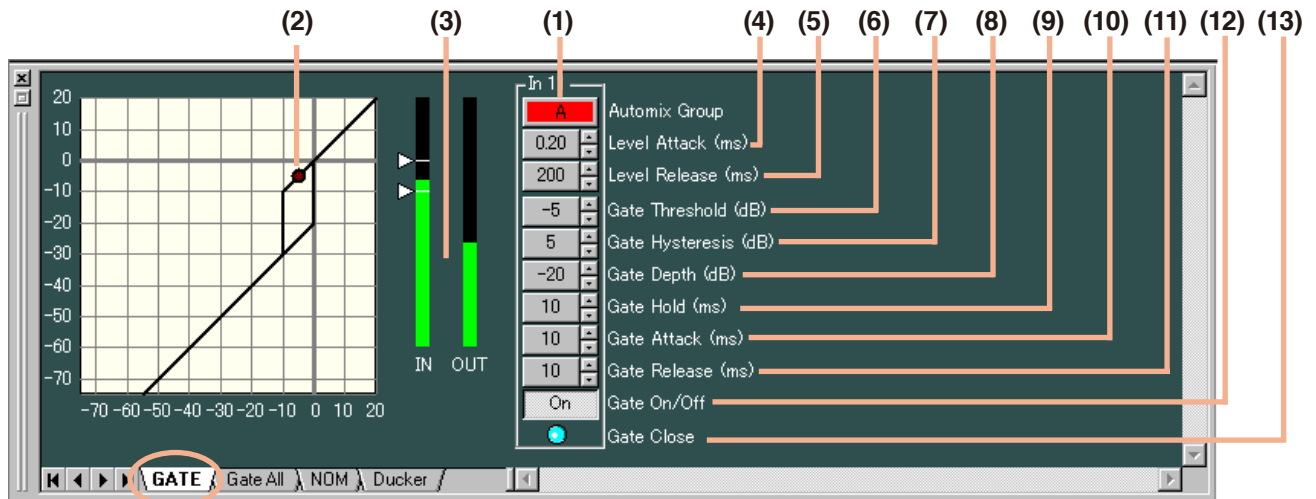 (2) (3) (1) (4) (5) (6) (7) (8) (9) (10) (11) (12) (13)
In 1
20
10
0
-10
-20
-30
-40
-50
-60
-70
-70 -60 -50 -40 -30 -20 -10 0 10 20
IN OUT
A Automix Group
0.20 Level Attack (ms)
200 Level Release (ms)
-5 Gate Threshold (dB)
5 Gate Hysteresis (dB)
-20 Gate Depth (dB)
10 Gate Hold (ms)
10 Gate Attack (ms)
10 Gate Release (ms)
On Gate On/Off
Gate Close
GATE Gate All NOM Ducker